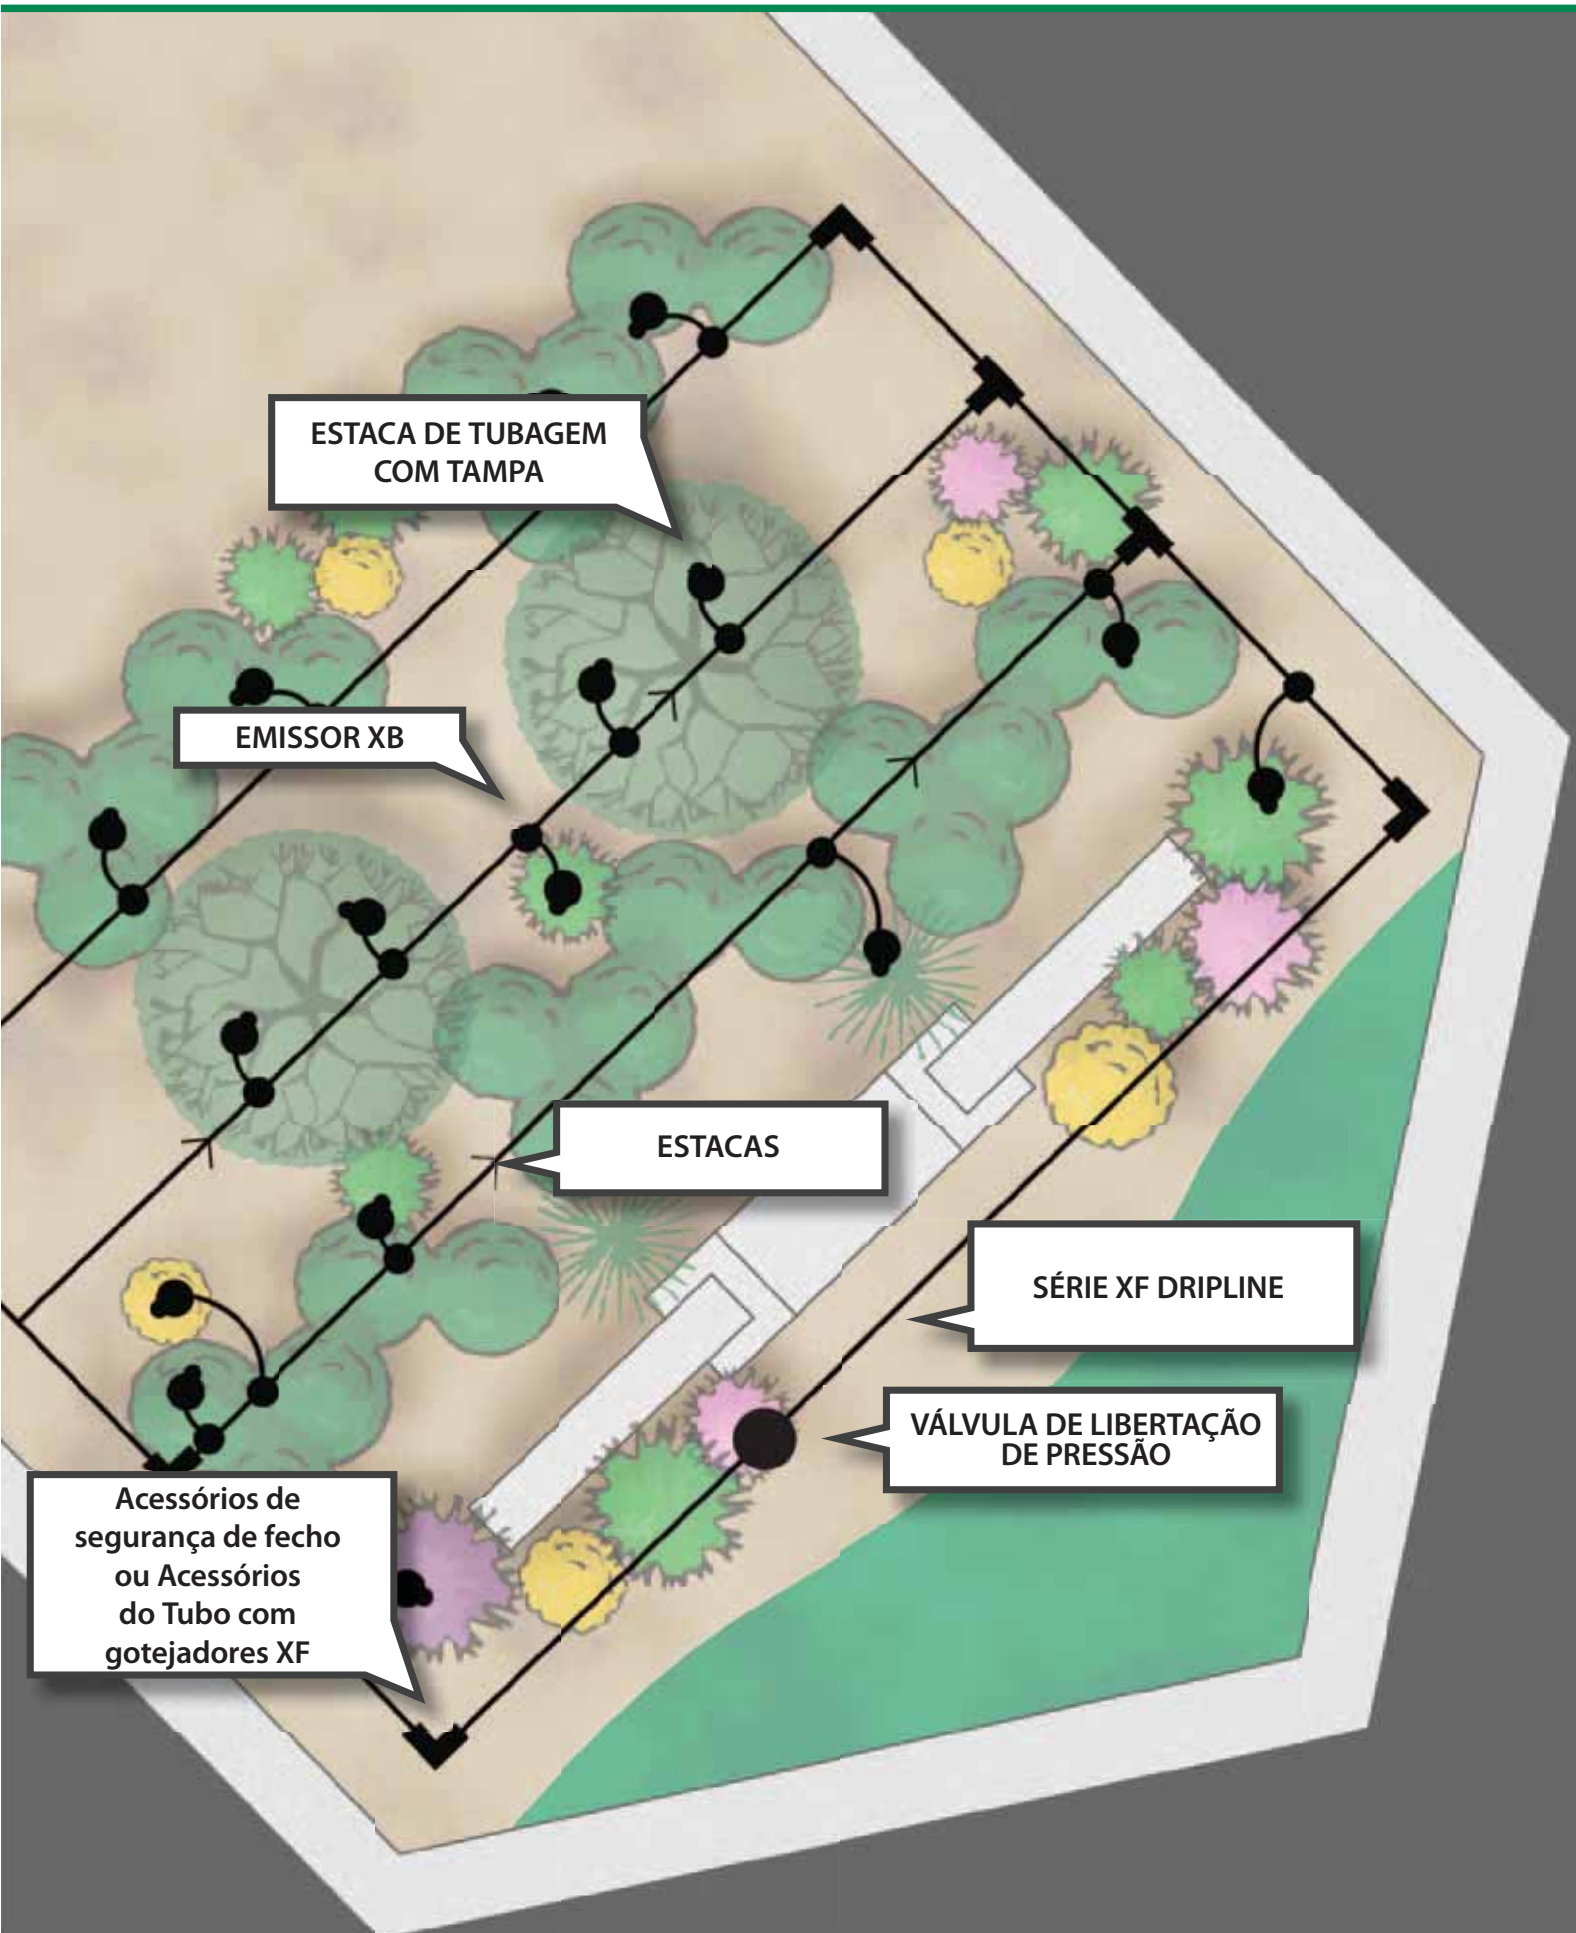 ESTACA DE TUBAGEM
COM TAMPA
EMISSOR XB
ESTACAS
SÉRIE XF DRIPLINE
VÁLVULA DE LIBERTAÇÃO
DE PRESSÃO
Acessórios de
segurança de fecho
ou Acessórios
do Tubo com
gotejadores XF